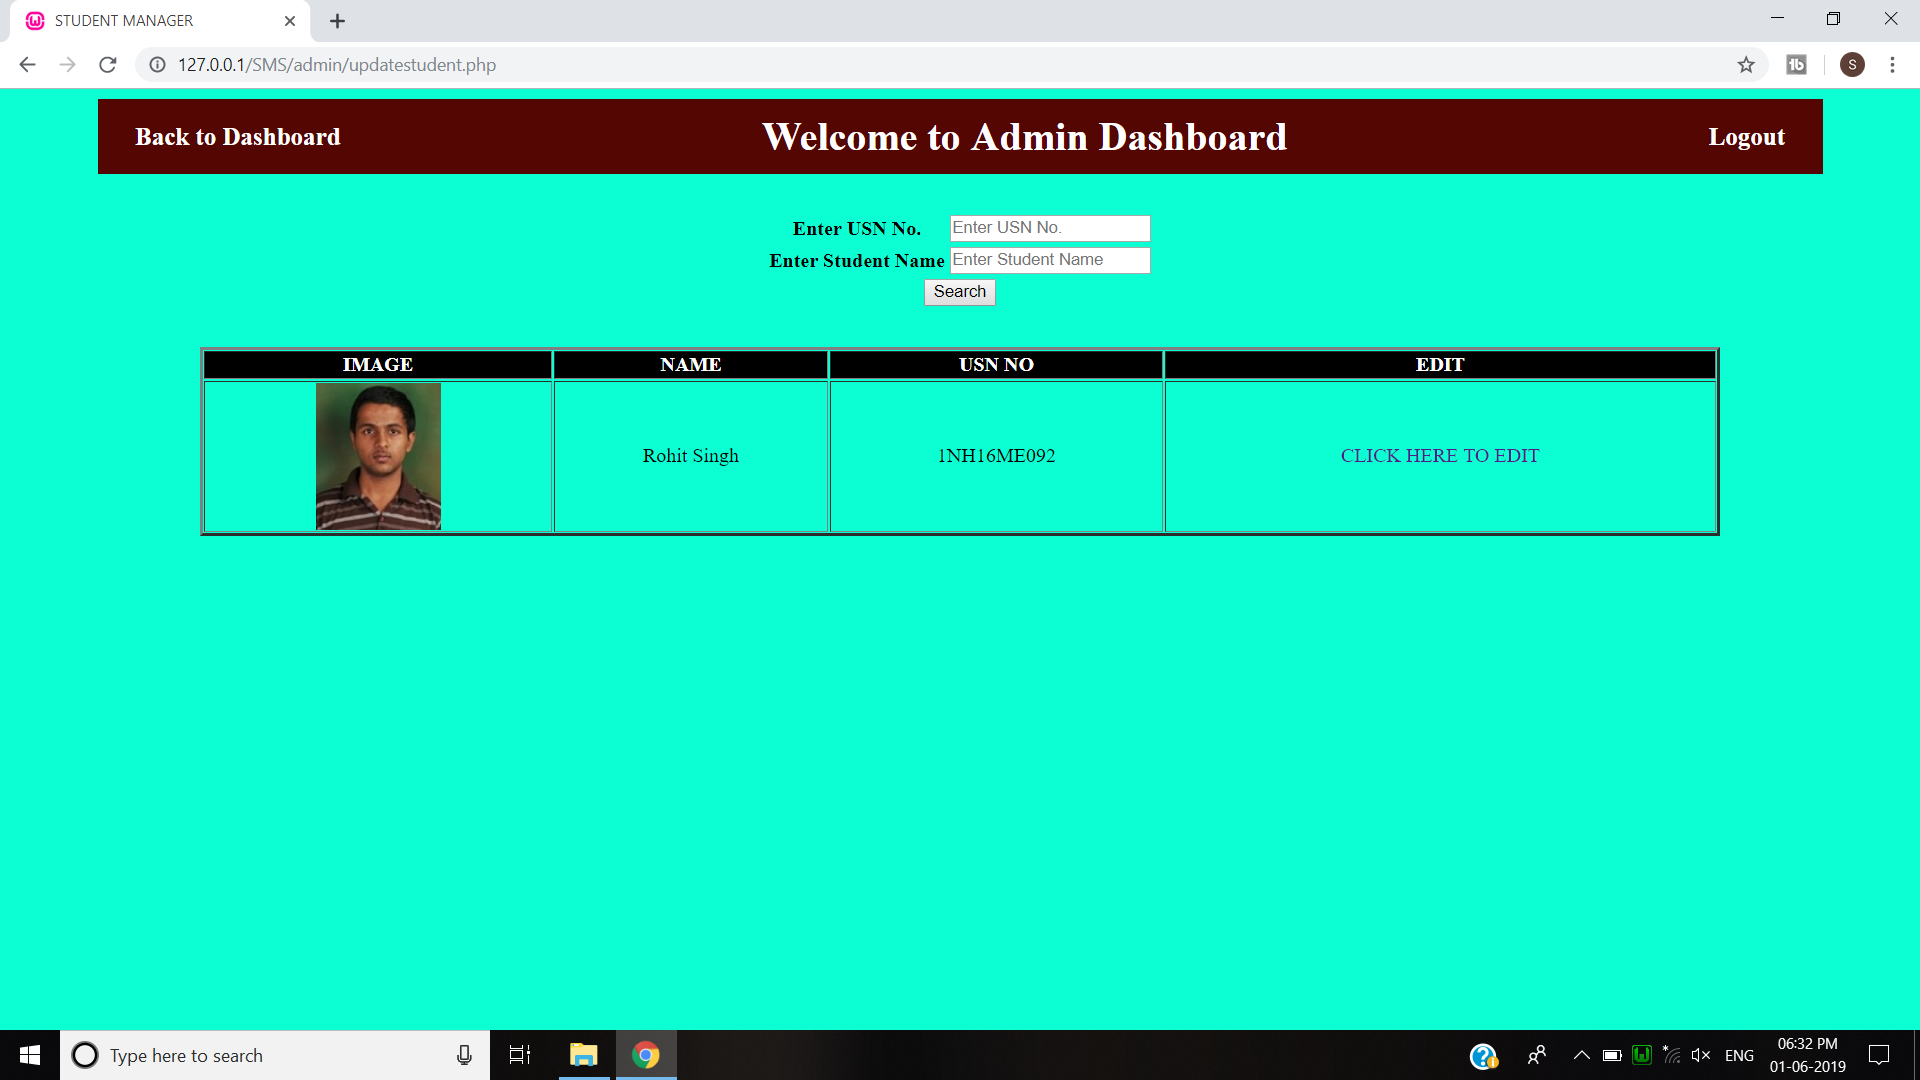 STUDENT MANAGER
127.0.0.1/SMS/admin/updatestudent.php
S
Back to Dashboard
Welcome to Admin Dashboard
Logout
Enter USN No.
Enter USN No.
Enter Student Name
Enter Student Name
Search
IMAGE NAME USN NO EDIT
Rohit Singh 1NH16ME092 CLICK HERE TO EDIT
Type here to search
ENG
06:32 PM
01-06-2019